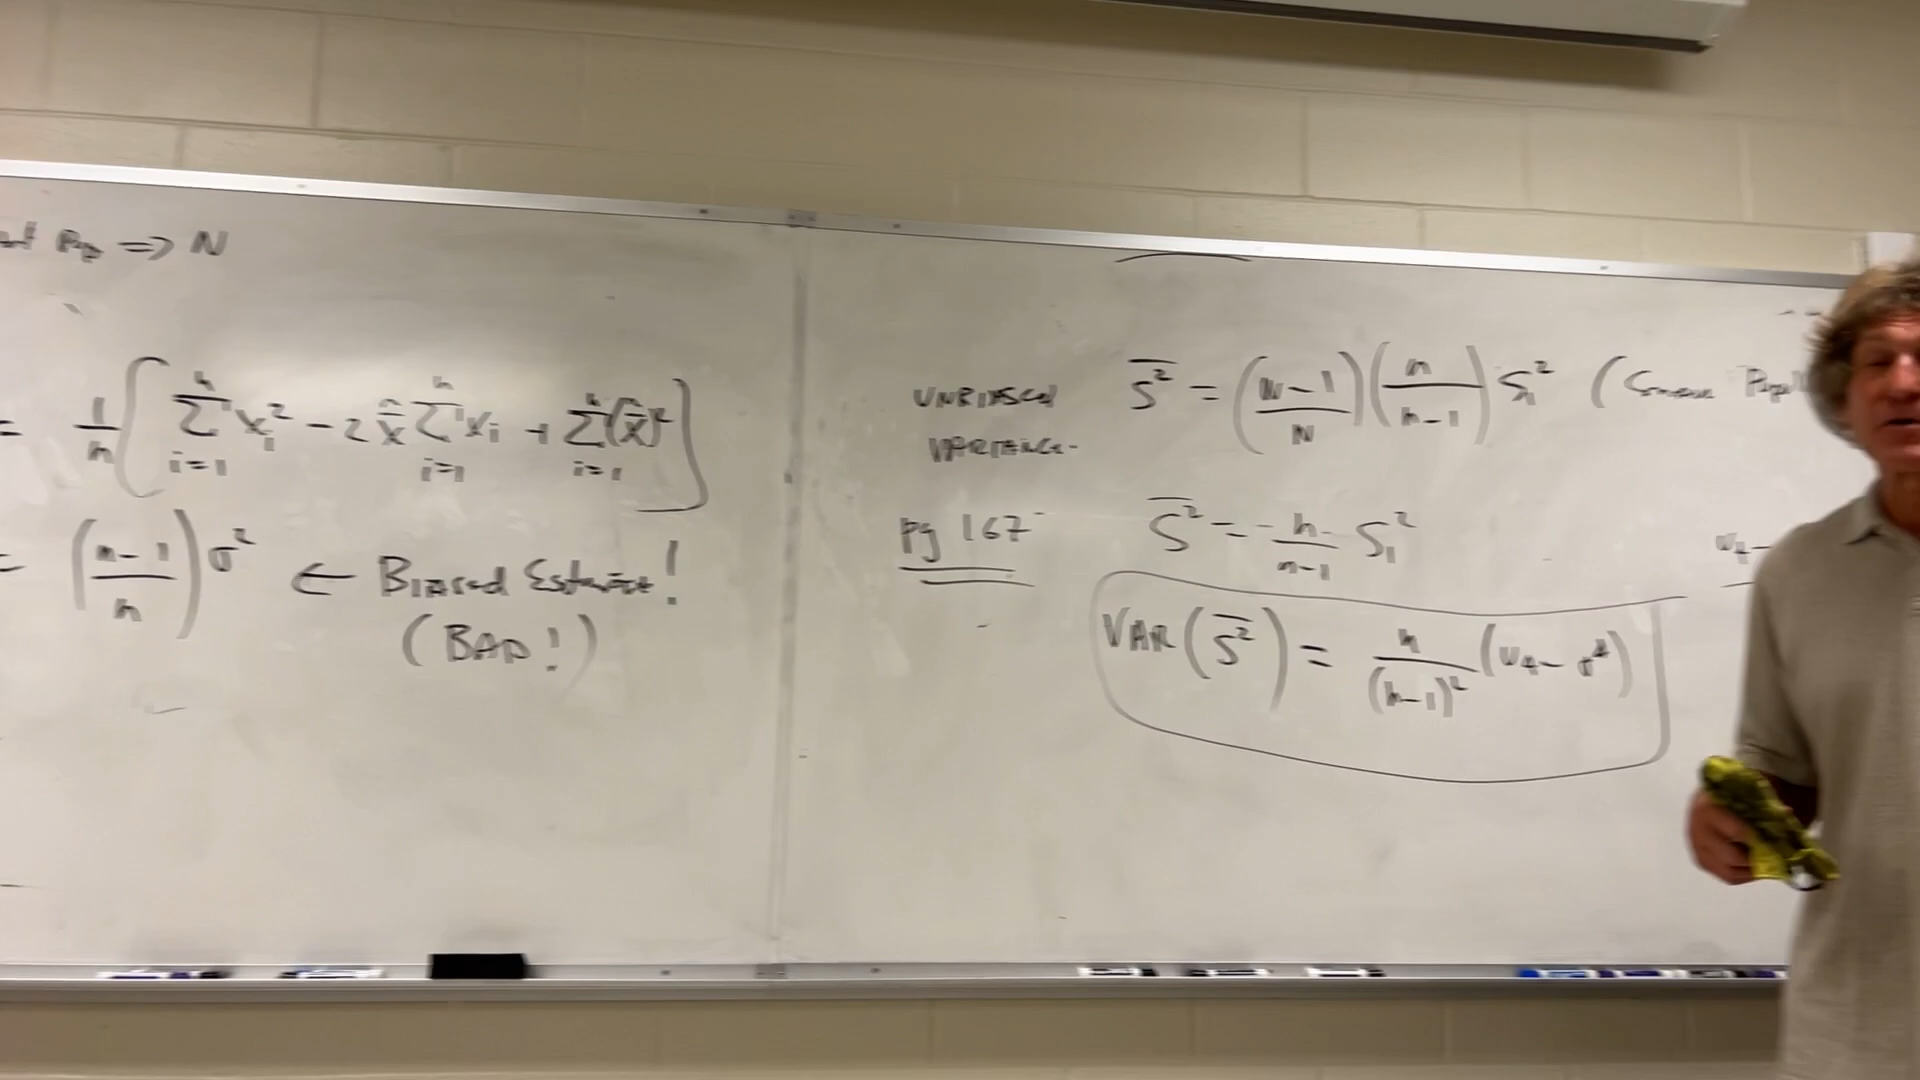 ⇒ N
= 1/n [ Σ_{i=1}^{n} x_i² − 2 x̂ Σ_{i=1}^{n} x_i + Σ_{i=1}^{n} (x̂)² ]
= ((n−1)/n) σ² ← Biased Estimate!
(BAD!)
UNBIASED
VARIANCE
S̄² = ((N−1)/N) (n/(n−1)) S₁² (
pg 167
S̄² = n/(n−1) S₁²
VAR(S̄²) = n/(n−1)² (u₄ − σ⁴)
u₄ −